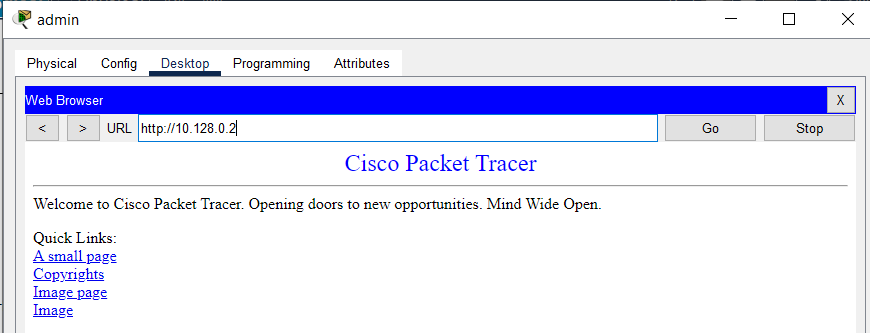 admin
Physical Config Desktop Programming Attributes
Web Browser X
< > URL http://10.128.0.2 Go Stop
Cisco Packet Tracer
Welcome to Cisco Packet Tracer. Opening doors to new opportunities. Mind Wide Open.
Quick Links:
A small page
Copyrights
Image page
Image